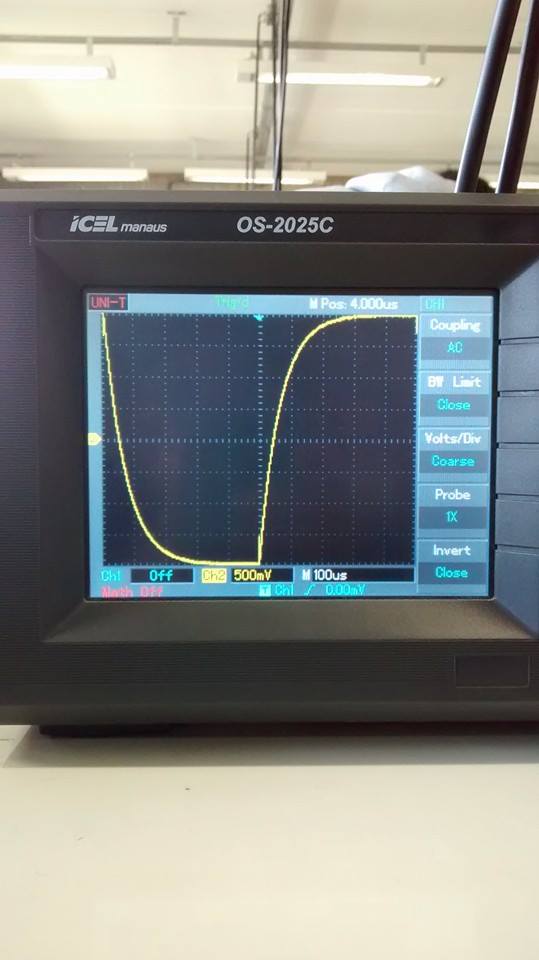 iCEL manaus OS-2025C
UNI-T Trig'd M Pos: 4.000us CH1
Coupling
AC
BW Limit
Close
Volts/Div
Coarse
Probe
1X
Invert
Close
Ch1 Off Ch2 500mV M 100us
Math Off T Ch1 0.00mV